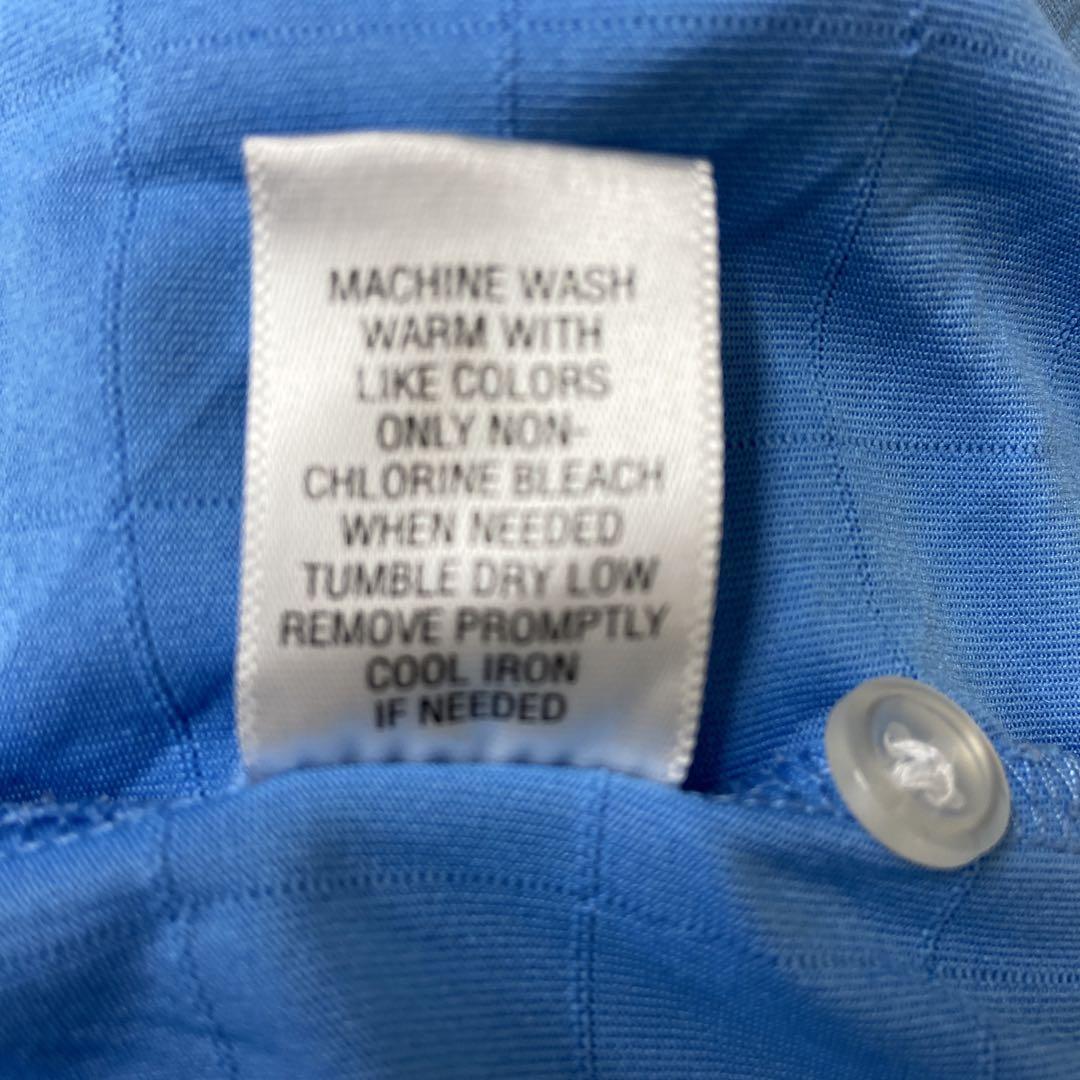 MACHINE WASH
WARM WITH
LIKE COLORS
ONLY NON-
CHLORINE BLEACH
WHEN NEEDED
TUMBLE DRY LOW
REMOVE PROMPTLY
COOL IRON
IF NEEDED